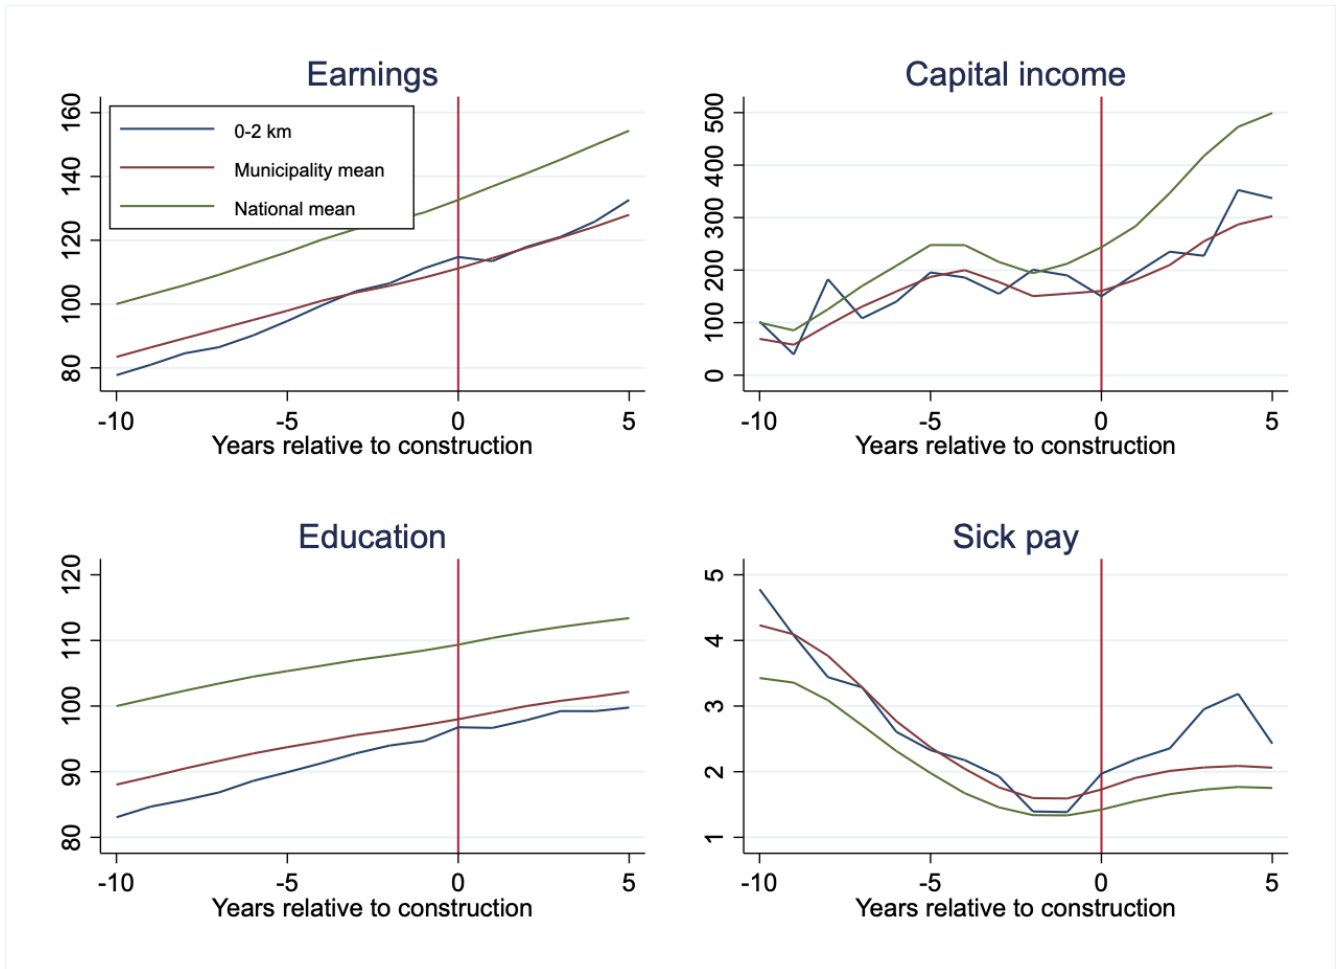 Earnings
160
140
120
100
80
0-2 km
Municipality mean
National mean
-10 -5 0 5
Years relative to construction
Capital income
500
400
300
200
100
0
-10 -5 0 5
Years relative to construction
Education
120
110
100
90
80
-10 -5 0 5
Years relative to construction
Sick pay
5
4
3
2
1
-10 -5 0 5
Years relative to construction